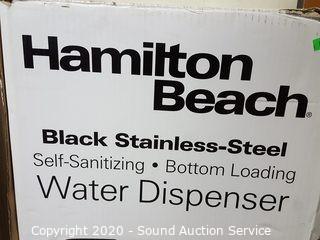 Hamilton
Beach®
Black Stainless-Steel
Self-Sanitizing • Bottom Loading
Water Dispenser
Copyright 2020 - Sound Auction Service